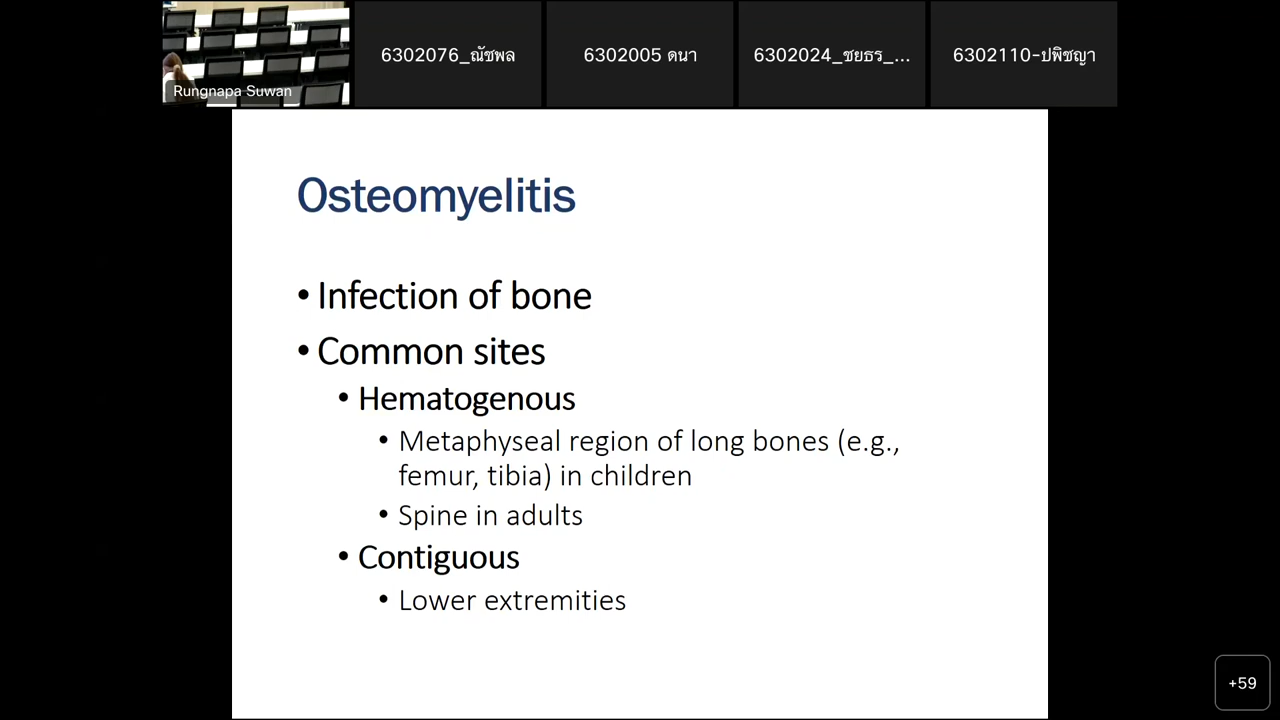 Rungnapa Suwan
6302076_ณัชพล
6302005 ดนา
6302024_ชยธร_...
6302110-ปพิชญา
Osteomyelitis
• Infection of bone
• Common sites
• Hematogenous
• Metaphyseal region of long bones (e.g.,
femur, tibia) in children
• Spine in adults
• Contiguous
• Lower extremities
+59